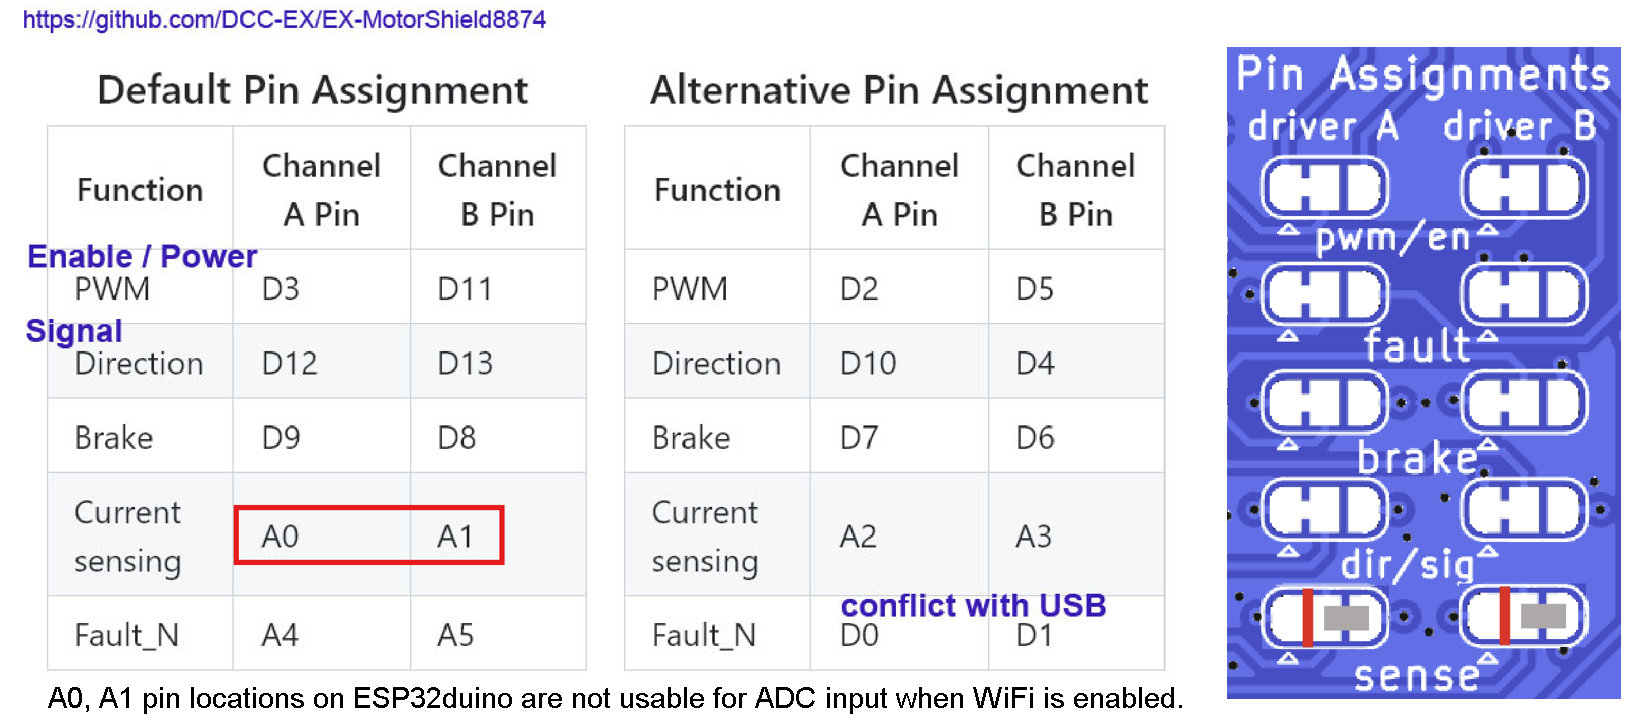 https://github.com/DCC-EX/EX-MotorShield8874
Default Pin Assignment
Function Channel A Pin Channel B Pin
Enable / Power
PWM D3 D11
Signal
Direction D12 D13
Brake D9 D8
Current sensing A0 A1
Fault_N A4 A5
Alternative Pin Assignment
Function Channel A Pin Channel B Pin
PWM D2 D5
Direction D10 D4
Brake D7 D6
Current sensing A2 A3
conflict with USB
Fault_N D0 D1
Pin Assignments
driver A driver B
pwm/en
fault
brake
dir/sig
sense
A0, A1 pin locations on ESP32duino are not usable for ADC input when WiFi is enabled.